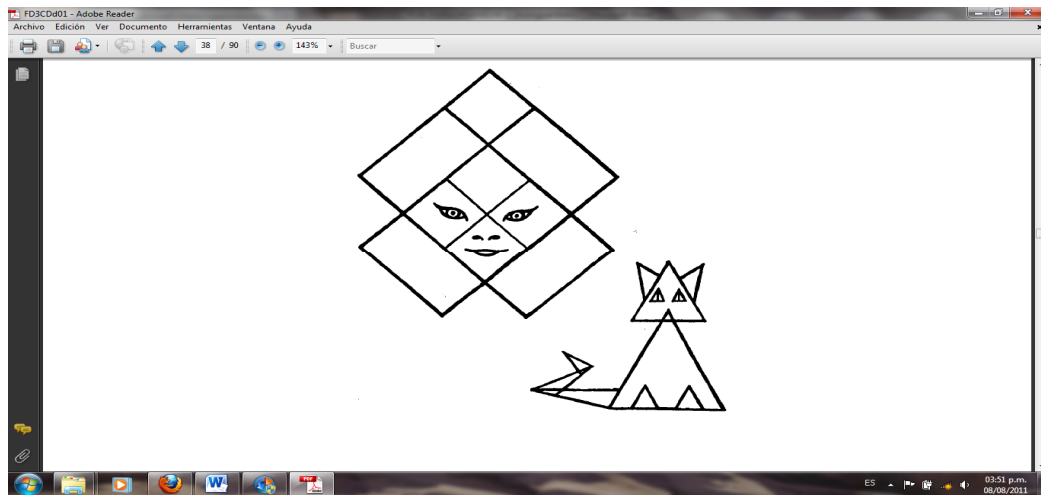 FD3CDd01 - Adobe Reader
Archivo Edición Ver Documento Herramientas Ventana Ayuda
38 / 90 143% Buscar
ES 03:51 p.m.
08/08/2011